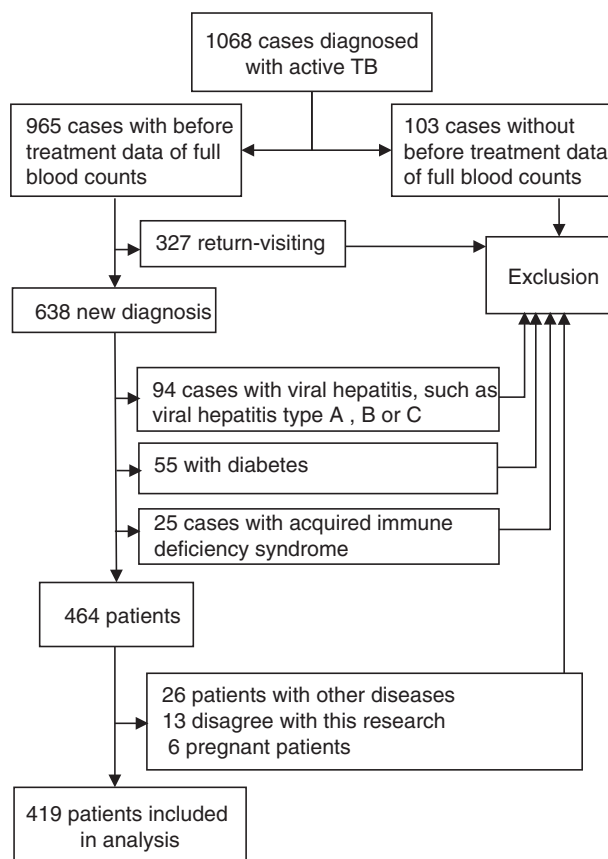 1068 cases diagnosed
with active TB
965 cases with before
treatment data of full
blood counts
103 cases without
before treatment data
of full blood counts
327 return-visiting
Exclusion
638 new diagnosis
94 cases with viral hepatitis, such as
viral hepatitis type A , B or C
55 with diabetes
25 cases with acquired immune
deficiency syndrome
464 patients
26 patients with other diseases
13 disagree with this research
6 pregnant patients
419 patients included
in analysis